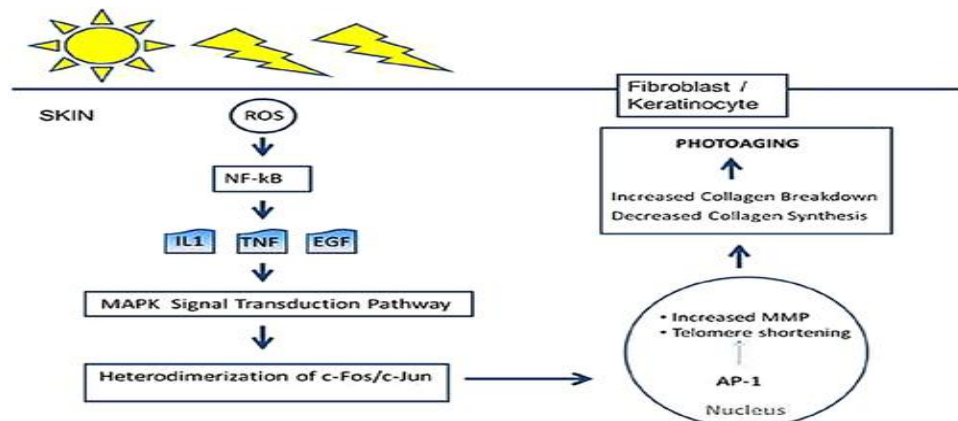 SKIN
ROS
NF-kB
IL1 TNF EGF
MAPK Signal Transduction Pathway
Heterodimerization of c-Fos/c-Jun
Fibroblast /
Keratinocyte
PHOTOAGING
Increased Collagen Breakdown
Decreased Collagen Synthesis
• Increased MMP
• Telomere shortening
AP-1
Nucleus